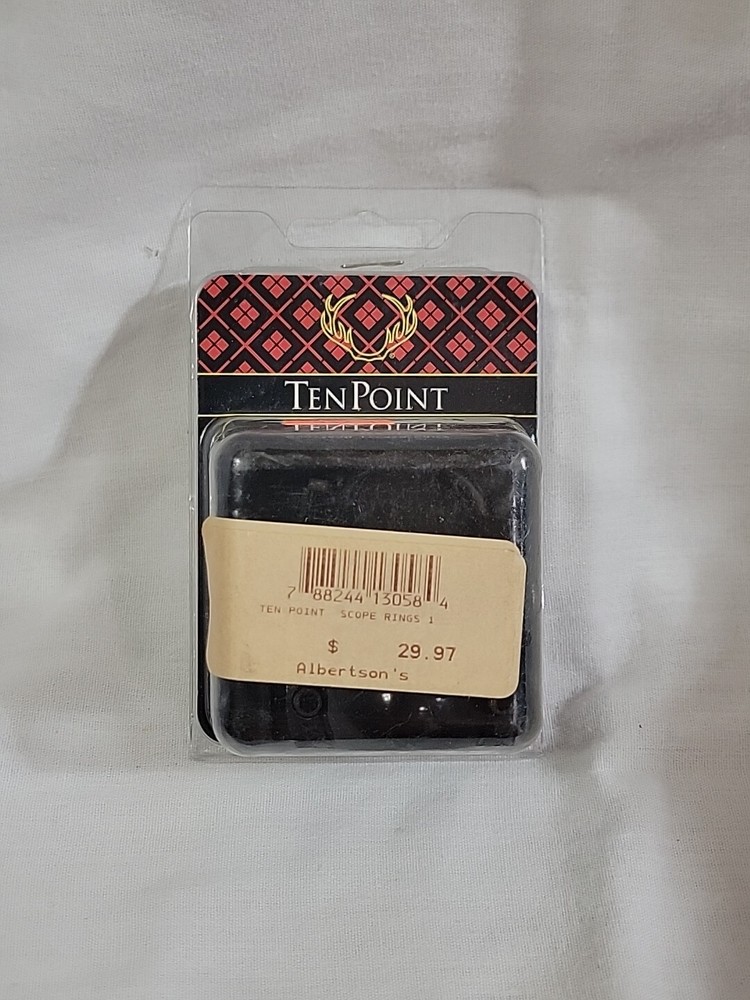 TENPOINT
7 88244 13058 4
TEN POINT SCOPE RINGS 1
$ 29.97
Albertson's